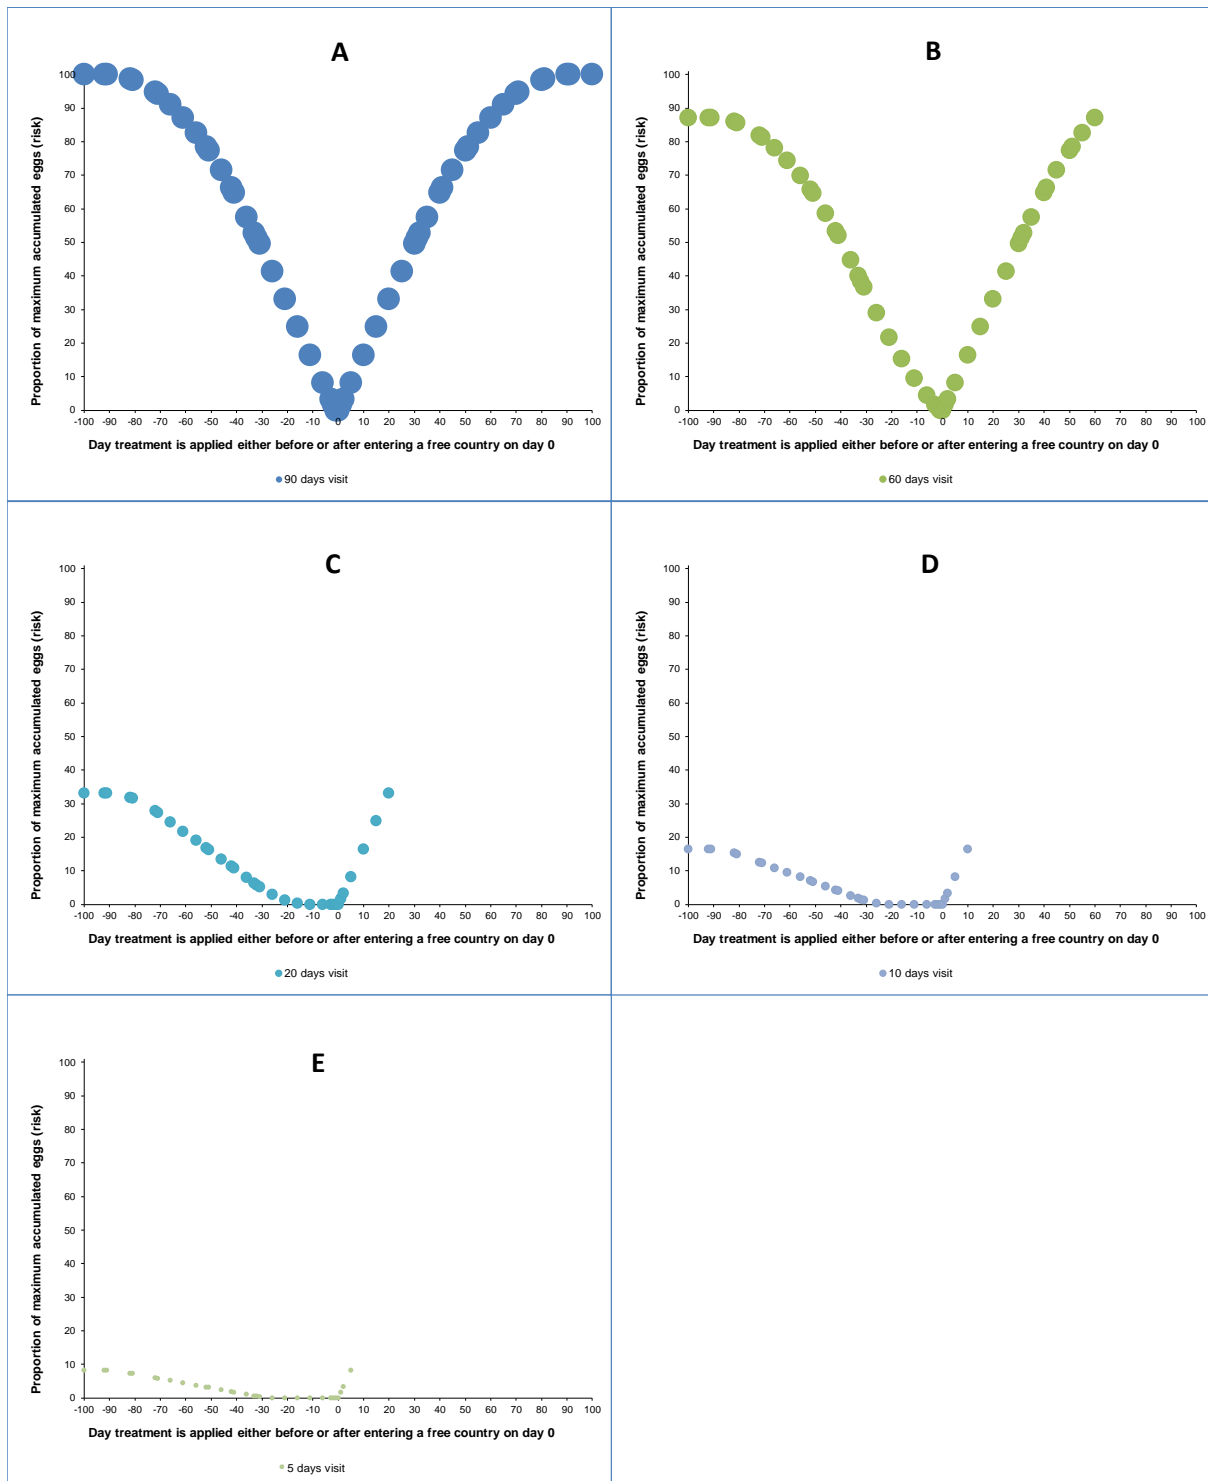 A
100
90
80
70
60
50
40
30
20
10
0
-100 -90 -80 -70 -60 -50 -40 -30 -20 -10 0 10 20 30 40 50 60 70 80 90 100
Proportion of maximum accumulated eggs (risk)
Day treatment is applied either before or after entering a free country on day 0
90 days visit
B
100
90
80
70
60
50
40
30
20
10
0
-100 -90 -80 -70 -60 -50 -40 -30 -20 -10 0 10 20 30 40 50 60 70 80 90 100
Proportion of maximum accumulated eggs (risk)
Day treatment is applied either before or after entering a free country on day 0
60 days visit
C
100
90
80
70
60
50
40
30
20
10
0
-100 -90 -80 -70 -60 -50 -40 -30 -20 -10 0 10 20 30 40 50 60 70 80 90 100
Proportion of maximum accumulated eggs (risk)
Day treatment is applied either before or after entering a free country on day 0
20 days visit
D
100
90
80
70
60
50
40
30
20
10
0
-100 -90 -80 -70 -60 -50 -40 -30 -20 -10 0 10 20 30 40 50 60 70 80 90 100
Proportion of maximum accumulated eggs (risk)
Day treatment is applied either before or after entering a free country on day 0
10 days visit
E
100
90
80
70
60
50
40
30
20
10
0
-100 -90 -80 -70 -60 -50 -40 -30 -20 -10 0 10 20 30 40 50 60 70 80 90 100
Proportion of maximum accumulated eggs (risk)
Day treatment is applied either before or after entering a free country on day 0
5 days visit